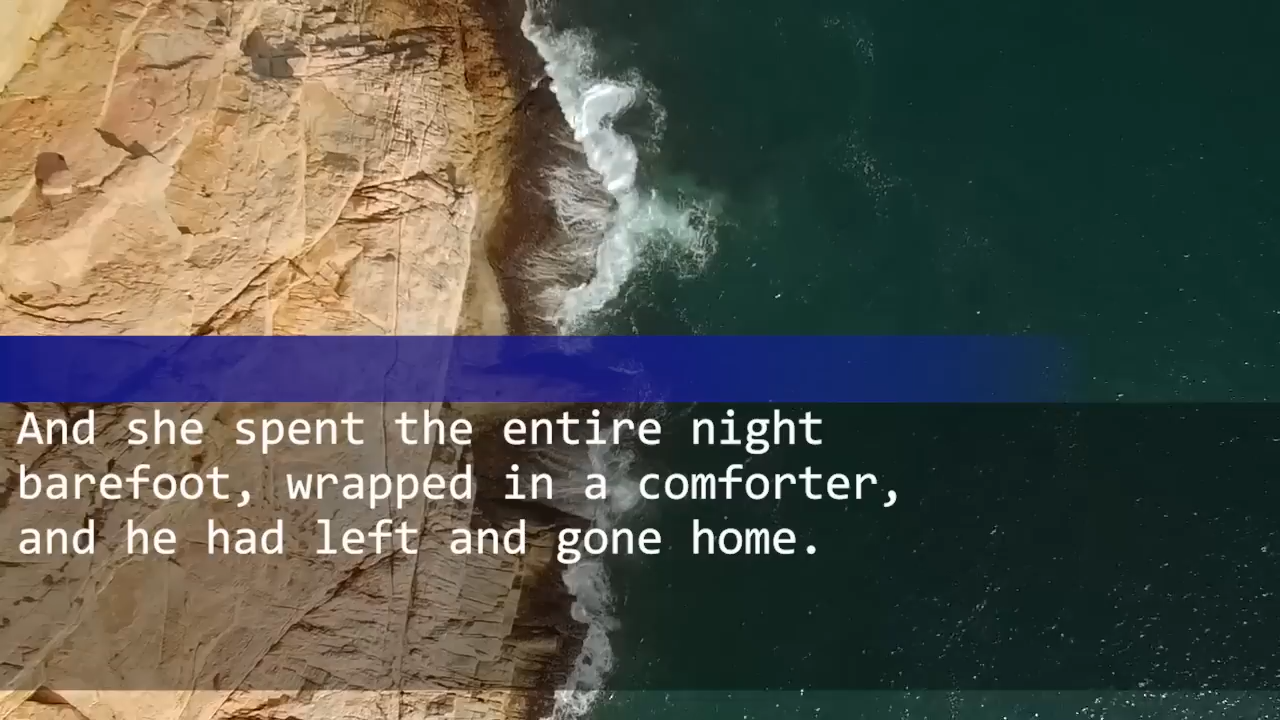 And she spent the entire night
barefoot, wrapped in a comforter,
and he had left and gone home.